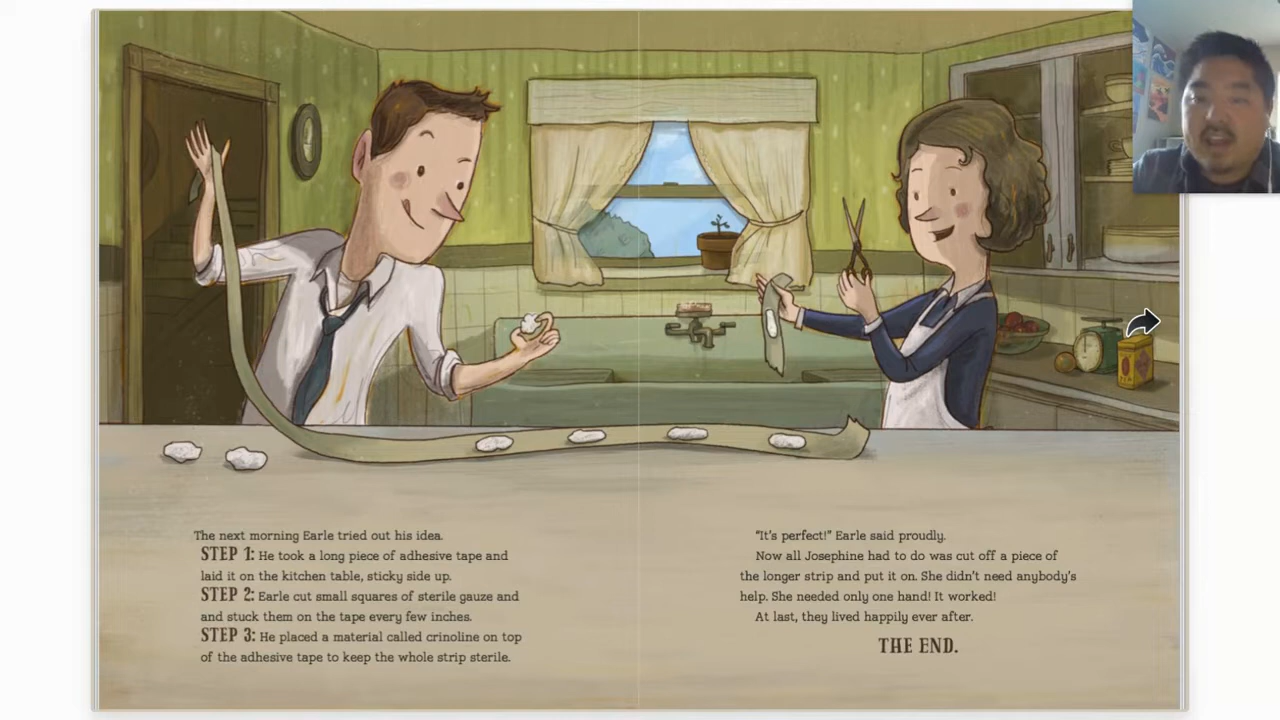 The next morning Earle tried out his idea.
STEP 1: He took a long piece of adhesive tape and
laid it on the kitchen table, sticky side up.
STEP 2: Earle cut small squares of sterile gauze and
and stuck them on the tape every few inches.
STEP 3: He placed a material called crinoline on top
of the adhesive tape to keep the whole strip sterile.
"It's perfect!" Earle said proudly.
Now all Josephine had to do was cut off a piece of
the longer strip and put it on. She didn't need anybody's
help. She needed only one hand! It worked!
At last, they lived happily ever after.
THE END.